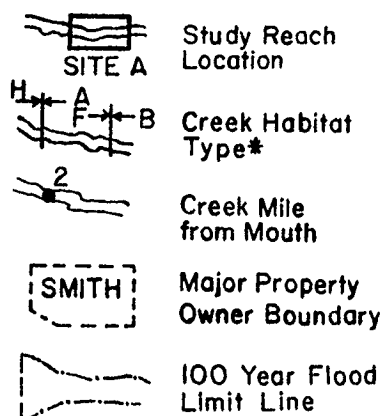 Study Reach
Location
SITE A
H A
F B
Creek Habitat
Type*
2
Creek Mile
from Mouth
SMITH
Major Property
Owner Boundary
100 Year Flood
Limit Line